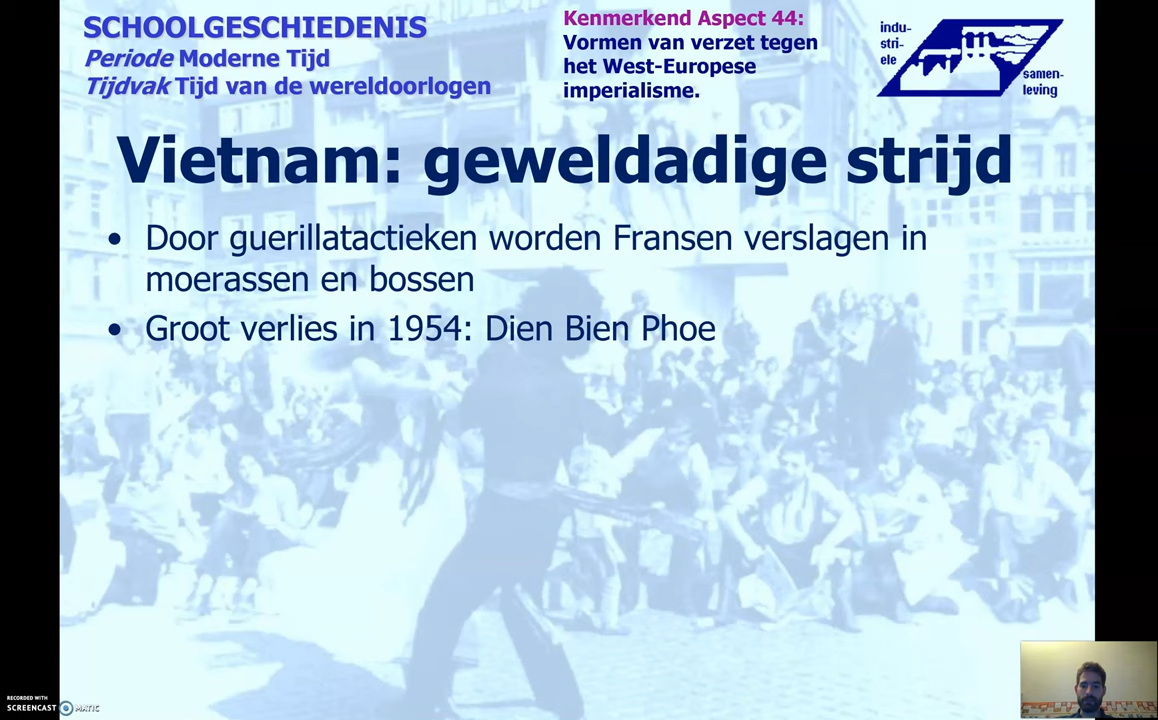 SCHOOLGESCHIEDENIS
Periode Moderne Tijd
Tijdvak Tijd van de wereldoorlogen
Kenmerkend Aspect 44:
Vormen van verzet tegen
het West-Europese
imperialisme.
indu-
stri-
ele
samen-
leving
Vietnam: geweldadige strijd
• Door guerillatactieken worden Fransen verslagen in
moerassen en bossen
• Groot verlies in 1954: Dien Bien Phoe
RECORDED WITH
SCREENCAST MATIC